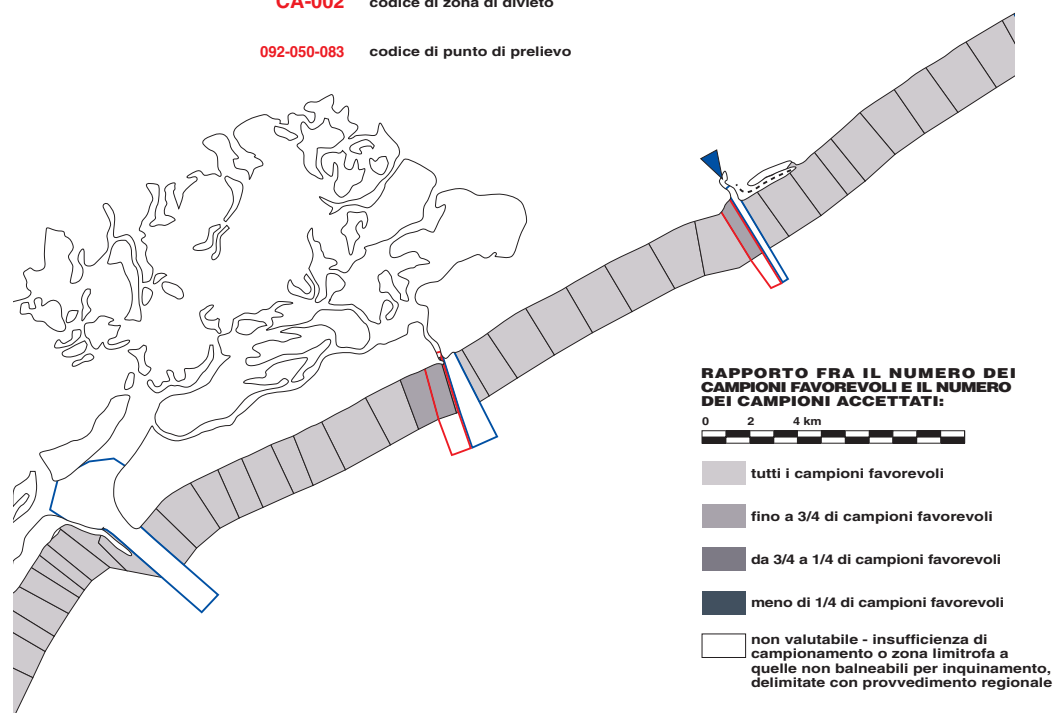 CA-002 codice di zona di divieto
092-050-083 codice di punto di prelievo
RAPPORTO FRA IL NUMERO DEI
CAMPIONI FAVOREVOLI E IL NUMERO
DEI CAMPIONI ACCETTATI:
0 2 4 km
tutti i campioni favorevoli
fino a 3/4 di campioni favorevoli
da 3/4 a 1/4 di campioni favorevoli
meno di 1/4 di campioni favorevoli
non valutabile - insufficienza di
campionamento o zona limitrofa a
quelle non balneabili per inquinamento,
delimitate con provvedimento regionale